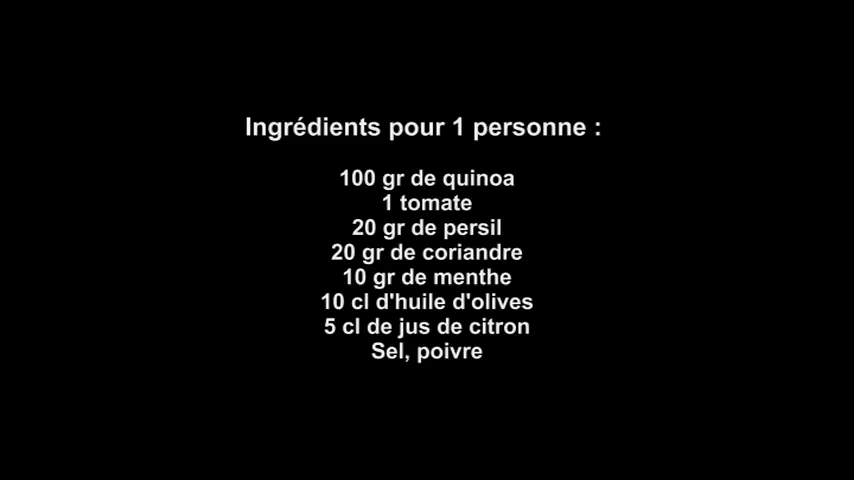 Ingrédients pour 1 personne :
100 gr de quinoa
1 tomate
20 gr de persil
20 gr de coriandre
10 gr de menthe
10 cl d'huile d'olives
5 cl de jus de citron
Sel, poivre